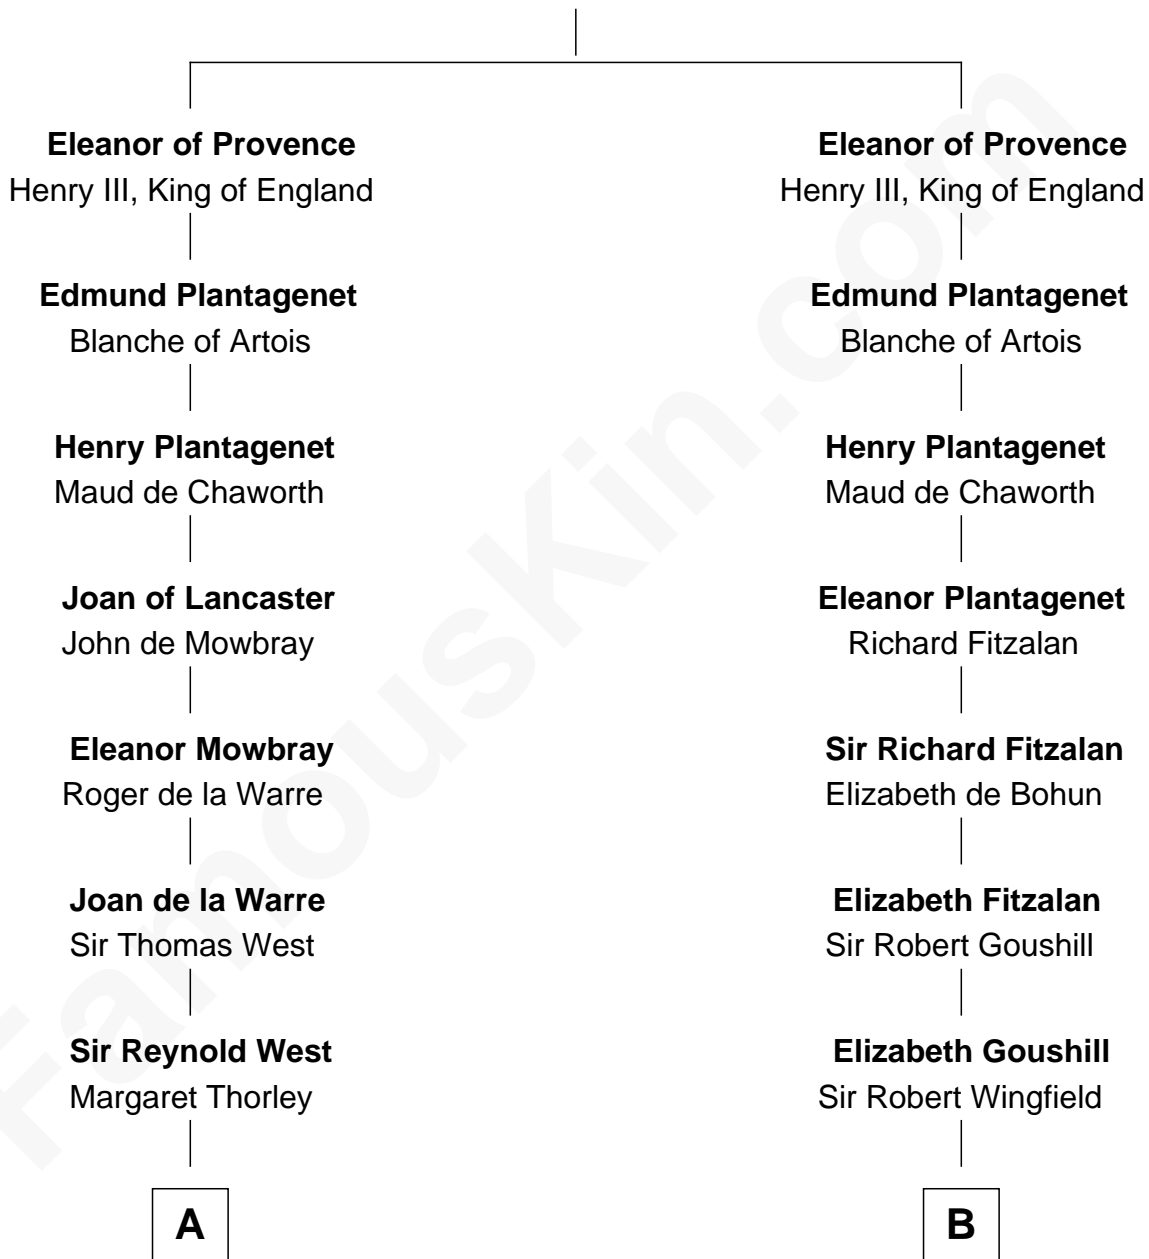 Eleanor of Provence
Henry III, King of England
Edmund Plantagenet
Blanche of Artois
Henry Plantagenet
Maud de Chaworth
Joan of Lancaster
John de Mowbray
Eleanor Mowbray
Roger de la Warre
Joan de la Warre
Sir Thomas West
Sir Reynold West
Margaret Thorley
A
Eleanor of Provence
Henry III, King of England
Edmund Plantagenet
Blanche of Artois
Henry Plantagenet
Maud de Chaworth
Eleanor Plantagenet
Richard Fitzalan
Sir Richard Fitzalan
Elizabeth de Bohun
Elizabeth Fitzalan
Sir Robert Goushill
Elizabeth Goushill
Sir Robert Wingfield
B
FamousKin.com